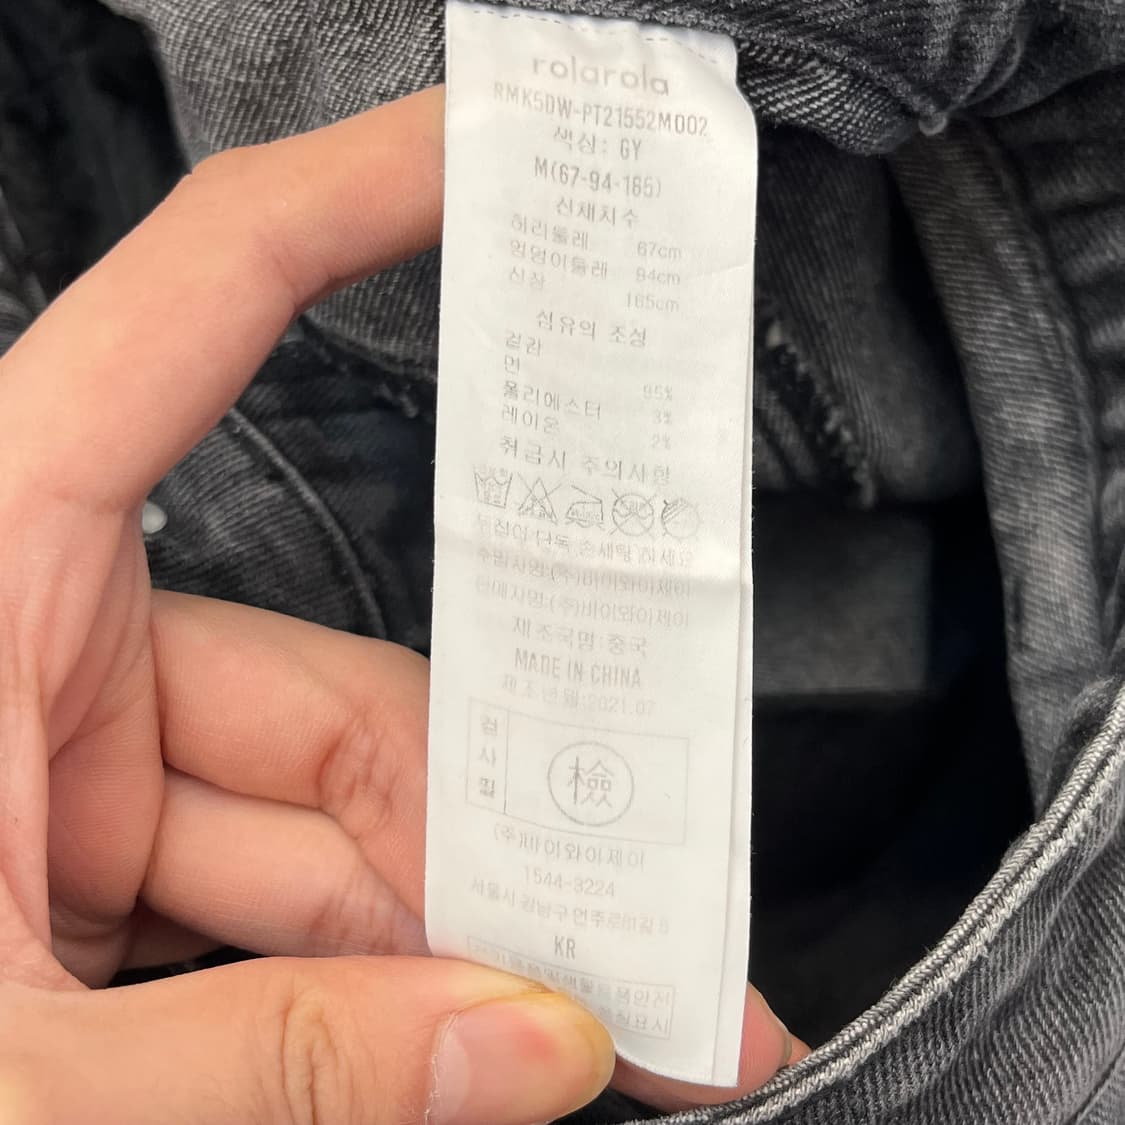 rolarola
RMK5DW-PT21552M002
색상: GY
M(67-94-165)
신체치수
허리둘레 67cm
엉덩이둘레 94cm
신장 165cm
섬유의 조성
겉감
면 95%
폴리에스터 3%
레이온 2%
취급시 주의사항
뒤집어 단독 손세탁 하세요
수입자명:(주)바이와이제이
판매자명:(주)바이와이제이
제조국명:중국
MADE IN CHINA
제조년월:2021.07
검사필
檢
(주)바이와이제이
1544-3224
서울시 강남구 언주로
KR